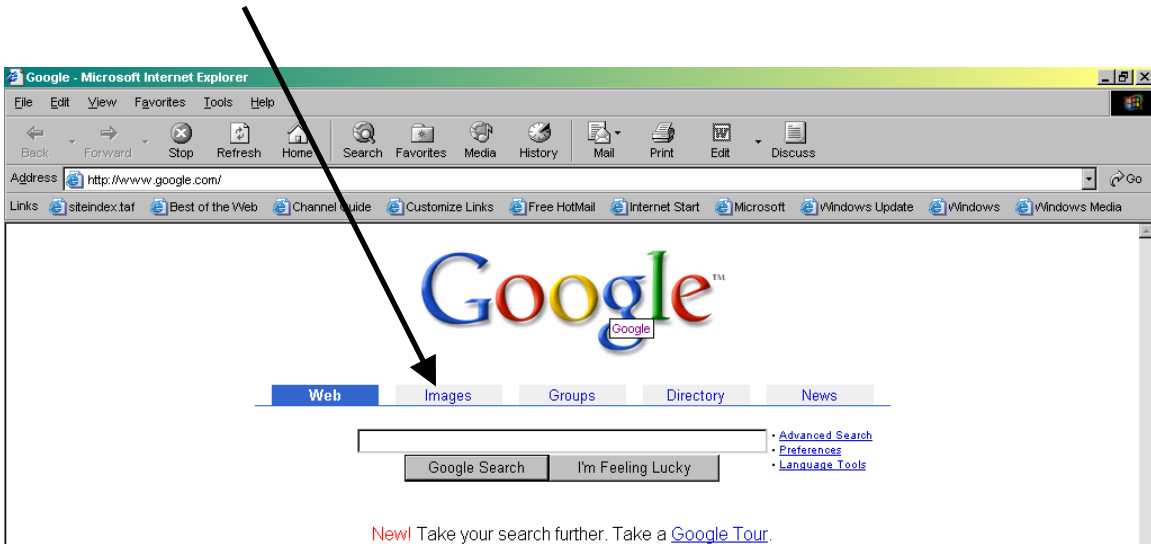 Google - Microsoft Internet Explorer
File Edit View Favorites Tools Help
Back Forward Stop Refresh Home Search Favorites Media History Mail Print Edit Discuss
Address http://www.google.com/ Go
Links siteindex.taf Best of the Web Channel Guide Customize Links Free HotMail Internet Start Microsoft Windows Update Windows Windows Media
Google™
Google
Web Images Groups Directory News
• Advanced Search
• Preferences
Google Search I'm Feeling Lucky • Language Tools
New! Take your search further. Take a Google Tour.